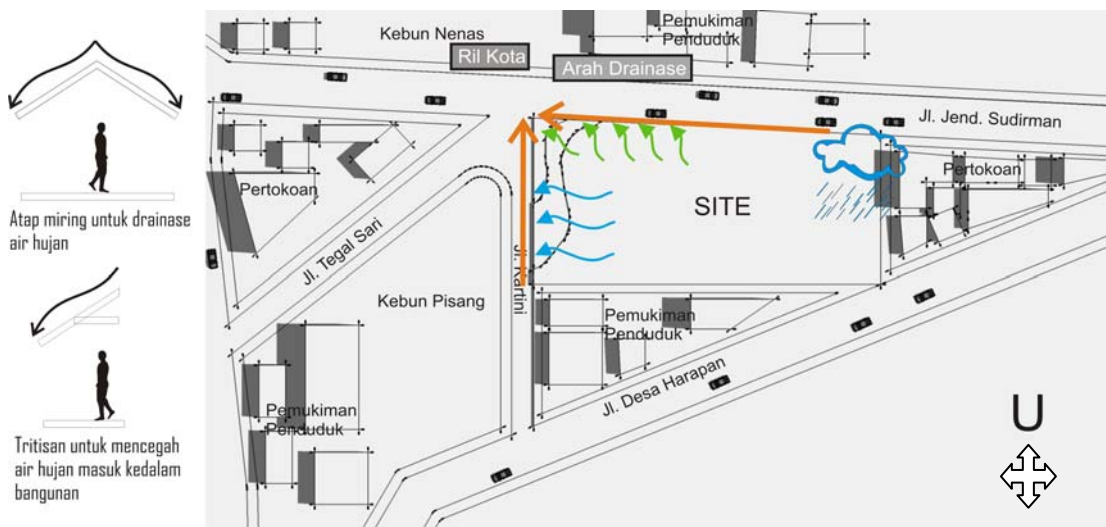 Atap miring untuk drainase
air hujan
Tritisan untuk mencegah
air hujan masuk kedalam
bangunan
Kebun Nenas
Ril Kota
Pemukiman
Penduduk
Arah Drainase
Jl. Jend. Sudirman
Pertokoan
Pertokoan
SITE
Jl. Tegal Sari
Jl. Kartini
Kebun Pisang
Pemukiman
Penduduk
Jl. Desa Harapan
Pemukiman
Penduduk
U